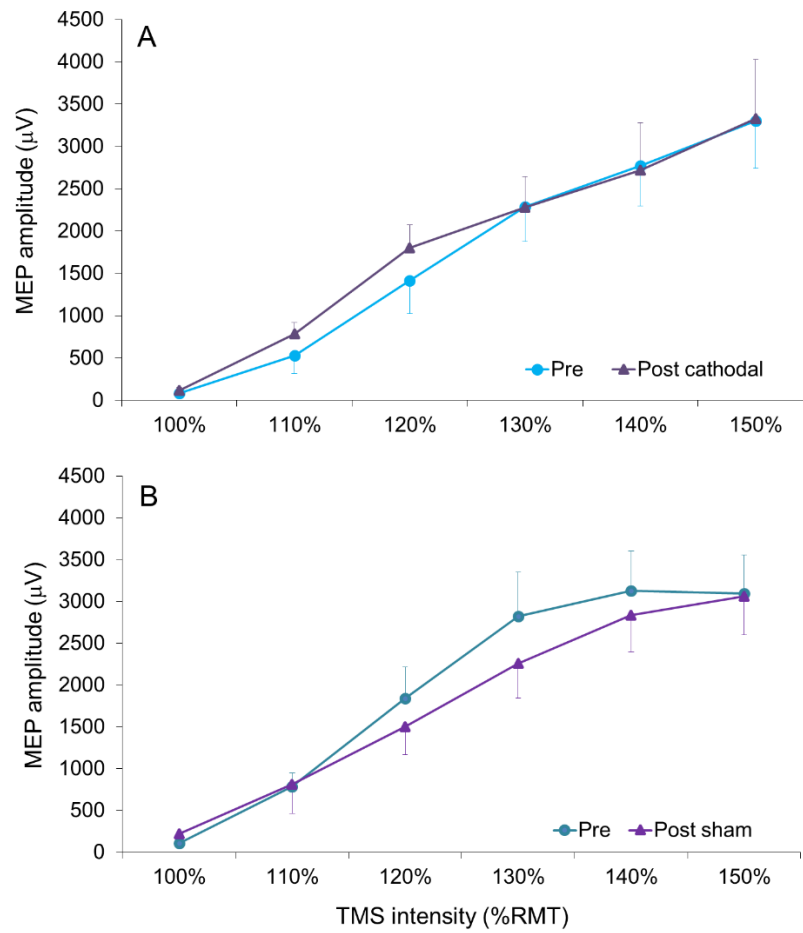 A
MEP amplitude (μV)
4500
4000
3500
3000
2500
2000
1500
1000
500
0
Pre
Post cathodal
100% 110% 120% 130% 140% 150%
B
MEP amplitude (μV)
4500
4000
3500
3000
2500
2000
1500
1000
500
0
Pre
Post sham
100% 110% 120% 130% 140% 150%
TMS intensity (%RMT)